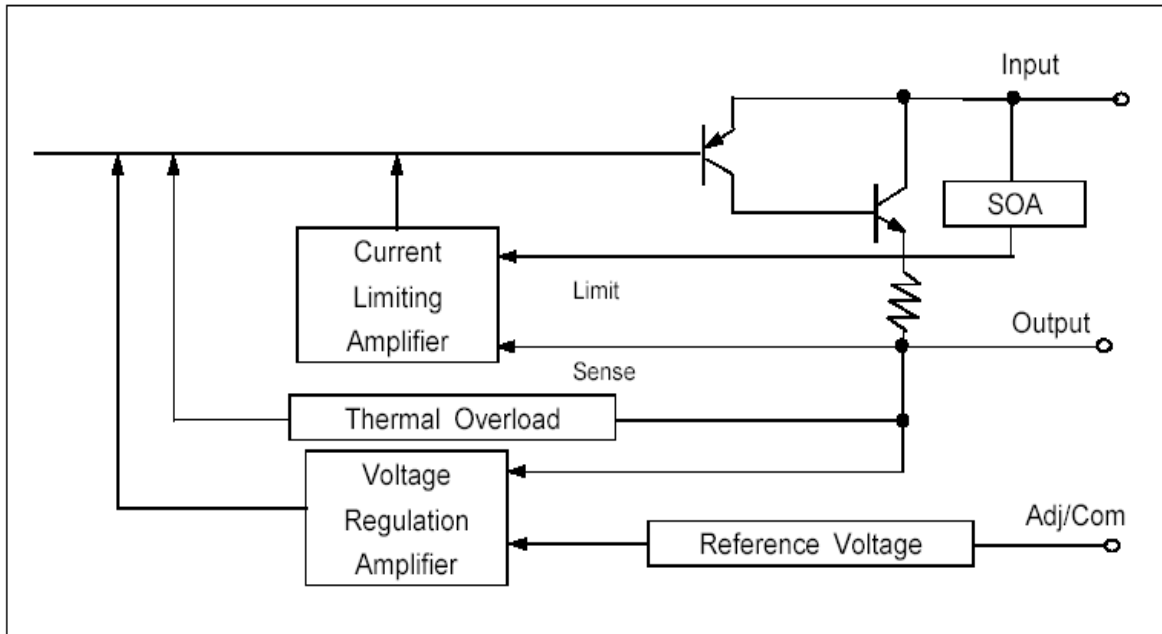 Input
SOA
Current
Limiting
Amplifier
Limit
Output
Sense
Thermal Overload
Voltage
Regulation
Amplifier
Adj/Com
Reference Voltage